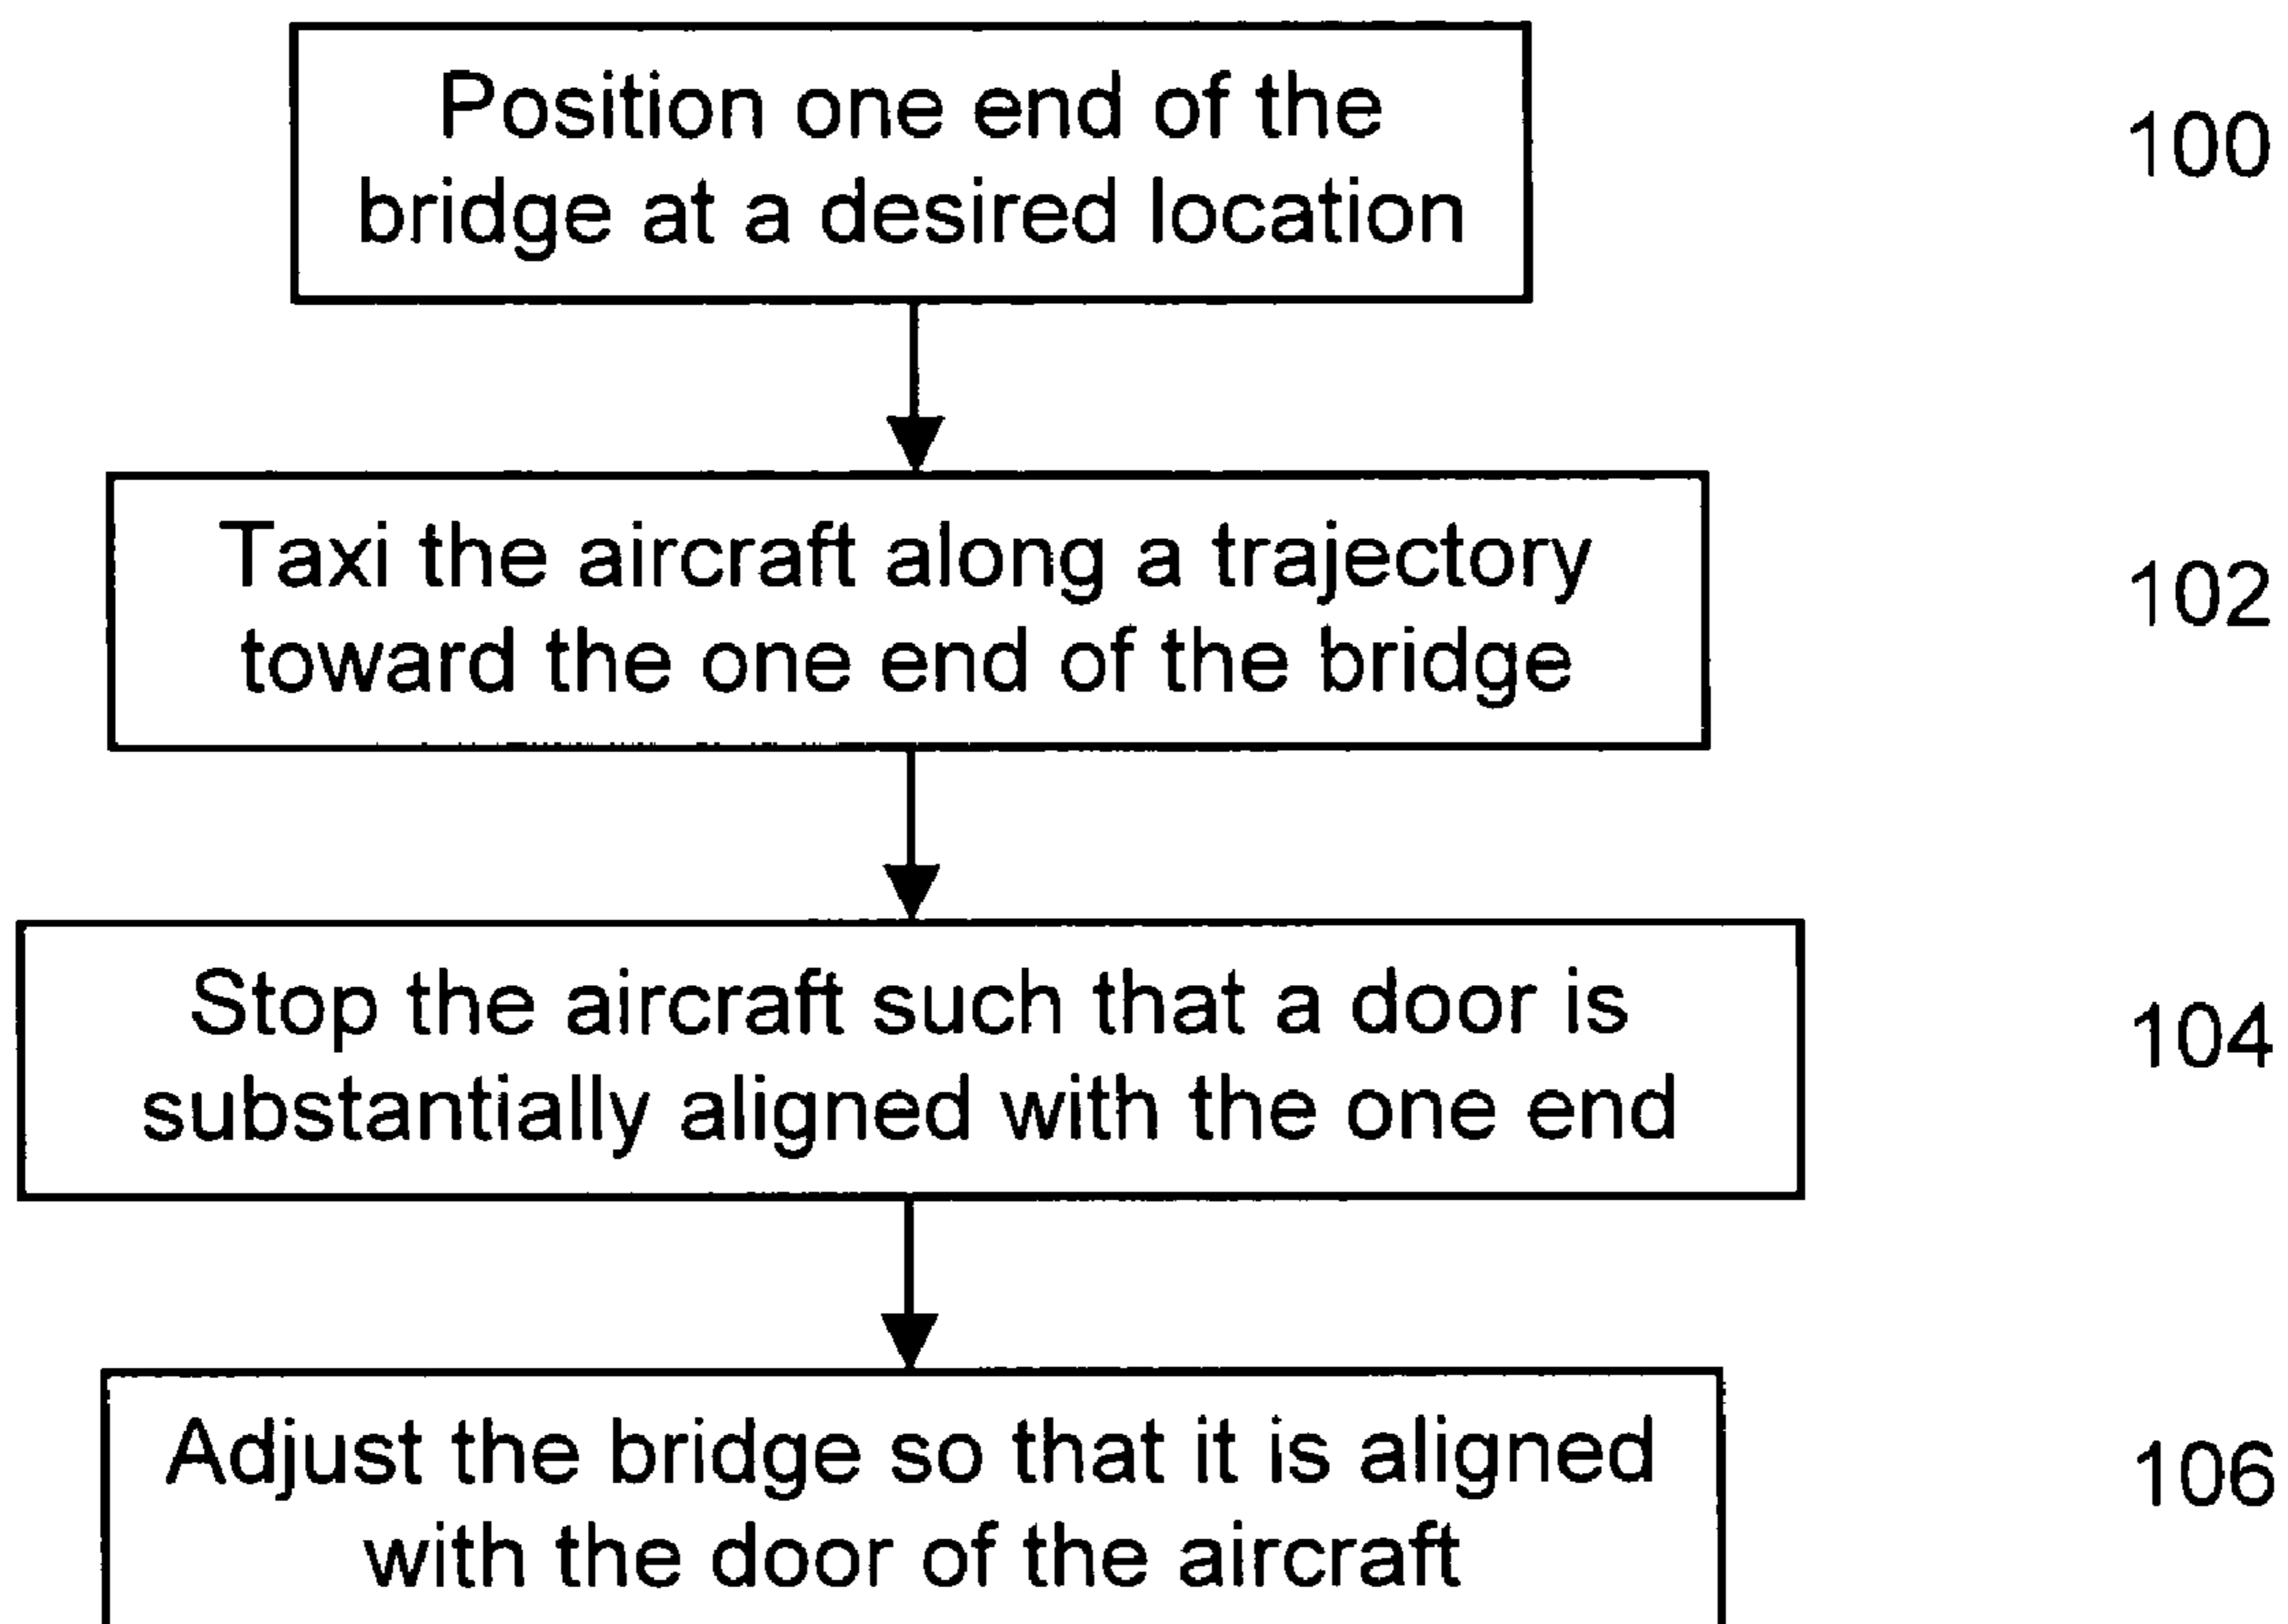 Position one end of the
bridge at a desired location
100
Taxi the aircraft along a trajectory
toward the one end of the bridge
102
Stop the aircraft such that a door is
substantially aligned with the one end
104
Adjust the bridge so that it is aligned
with the door of the aircraft
106